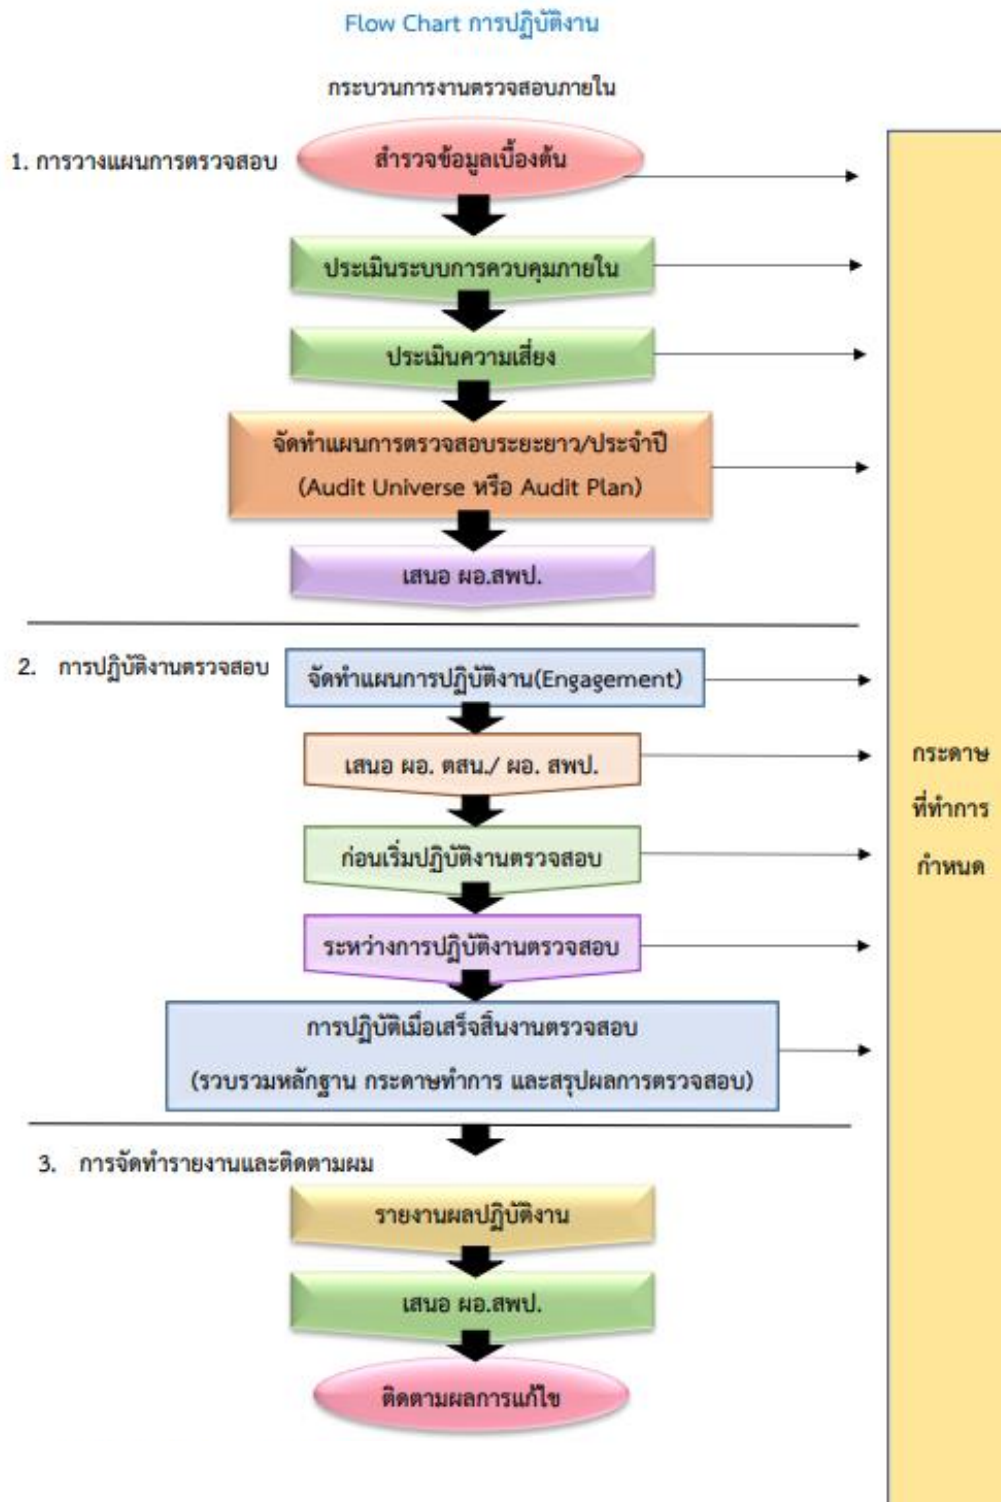 Flow Chart การปฏิบัติงาน
กระบวนการงานตรวจสอบภายใน
1. การวางแผนการตรวจสอบ
สำรวจข้อมูลเบื้องต้น
ประเมินระบบการควบคุมภายใน
ประเมินความเสี่ยง
จัดทำแผนการตรวจสอบระยะยาว/ประจำปี
(Audit Universe หรือ Audit Plan)
เสนอ ผอ.สพป.
2. การปฏิบัติงานตรวจสอบ
จัดทำแผนการปฏิบัติงาน(Engagement)
เสนอ ผอ. ตสน./ ผอ. สพป.
ก่อนเริ่มปฏิบัติงานตรวจสอบ
ระหว่างการปฏิบัติงานตรวจสอบ
การปฏิบัติเมื่อเสร็จสิ้นงานตรวจสอบ
(รวบรวมหลักฐาน กระดาษทำการ และสรุปผลการตรวจสอบ)
3. การจัดทำรายงานและติดตามผม
รายงานผลปฏิบัติงาน
เสนอ ผอ.สพป.
ติดตามผลการแก้ไข
กระดาษ
ที่ทำการ
กำหนด